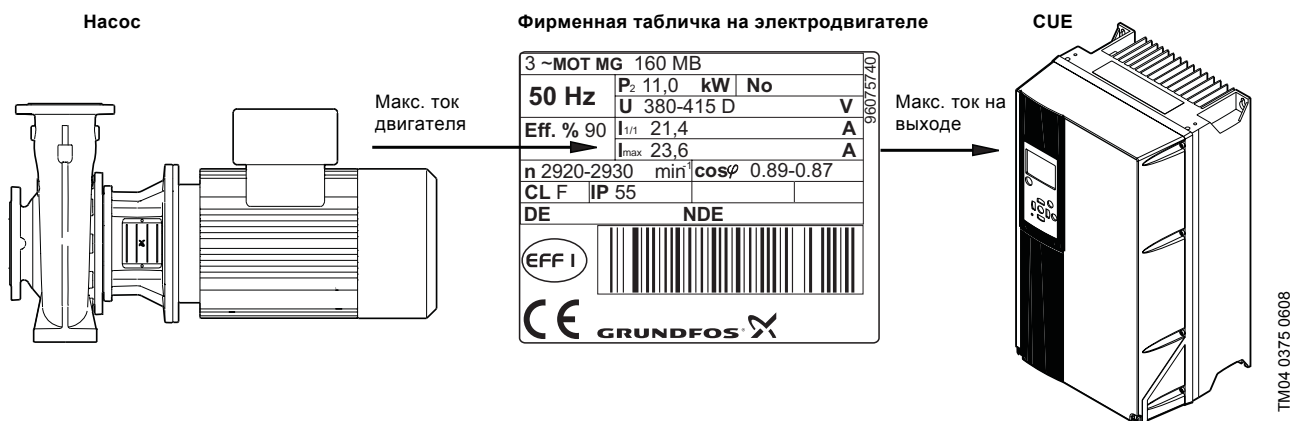 Насос
Фирменная табличка на электродвигателе
CUE
Макс. ток
двигателя
3 ~MOT MG 160 MB
50 Hz
P2 11,0 kW No
U 380-415 D V
Eff. % 90
I1/1 21,4 A
Imax 23,6 A
n 2920-2930 min-1 cosφ 0.89-0.87
CL F IP 55
DE NDE
96075740
EFF I
CE
GRUNDFOS
Макс. ток на
выходе
TM04 0375 0608